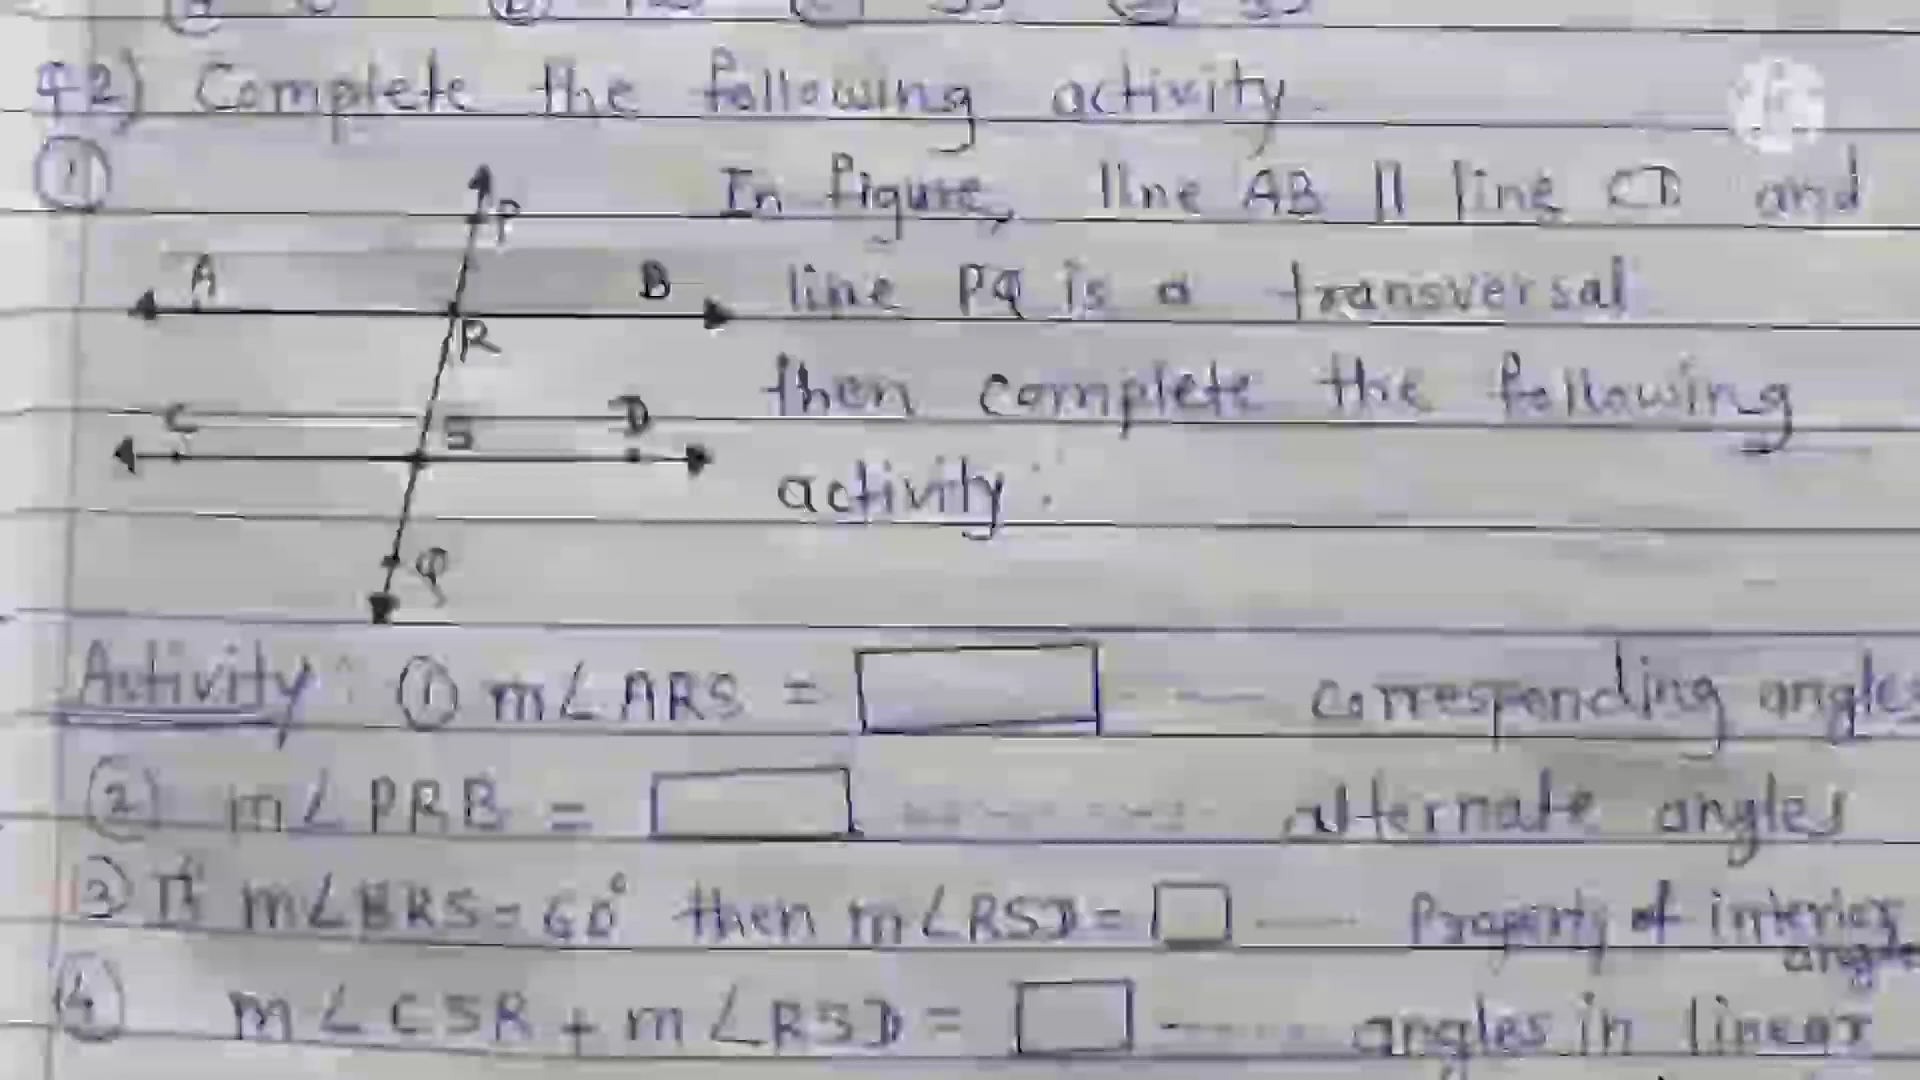 Q2) Complete the following activity.
① In figure, line AB || line CD and
line PQ is a transversal
then complete the following
activity:
P
A
B
R
C
S
D
Q
Activity: ① m∠ARS = corresponding angles
② m∠PRB = alternate angles
③ If m∠BRS = 60° then m∠RSD = Property of interior
angle
④ m∠CSR + m∠RSD = angles in linear